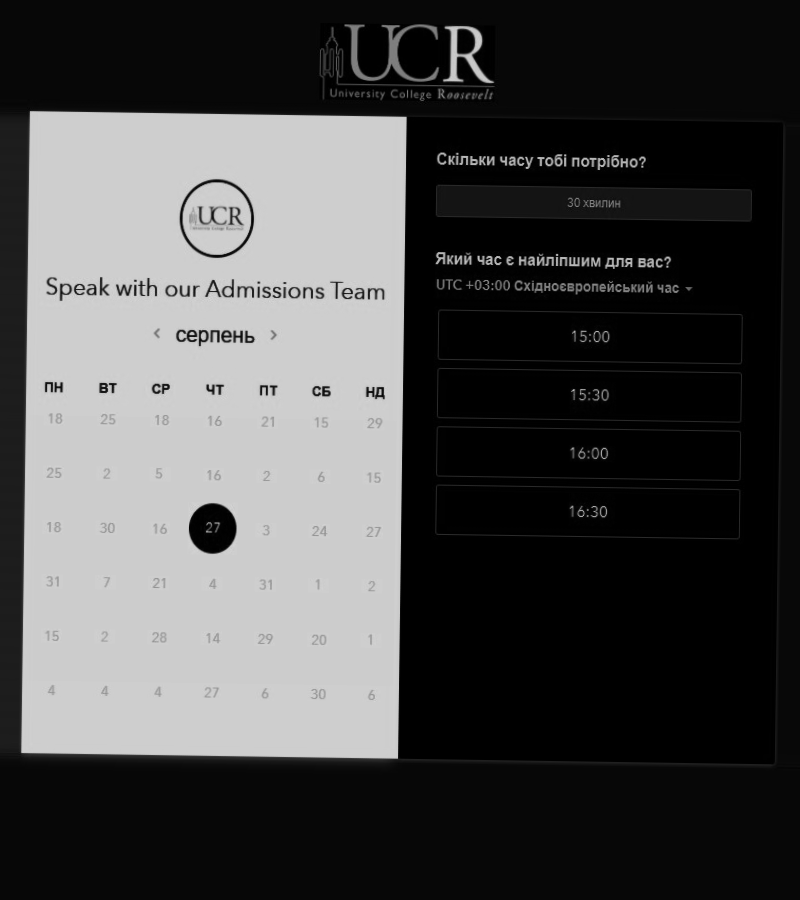 UCR
University College Roosevelt
UCR
University College Roosevelt
Speak with our Admissions Team
серпень
ПН ВТ СР ЧТ ПТ СБ НД
18 25 18 16 21 15 29
25 2 5 16 2 6 15
18 30 16 27 3 24 27
31 7 21 4 31 1 2
15 2 28 14 29 20 1
4 4 4 27 6 30 6
Скільки часу тобі потрібно?
30 хвилин
Який час є найліпшим для вас?
UTC +03:00 Східноєвропейський час
15:00
15:30
16:00
16:30